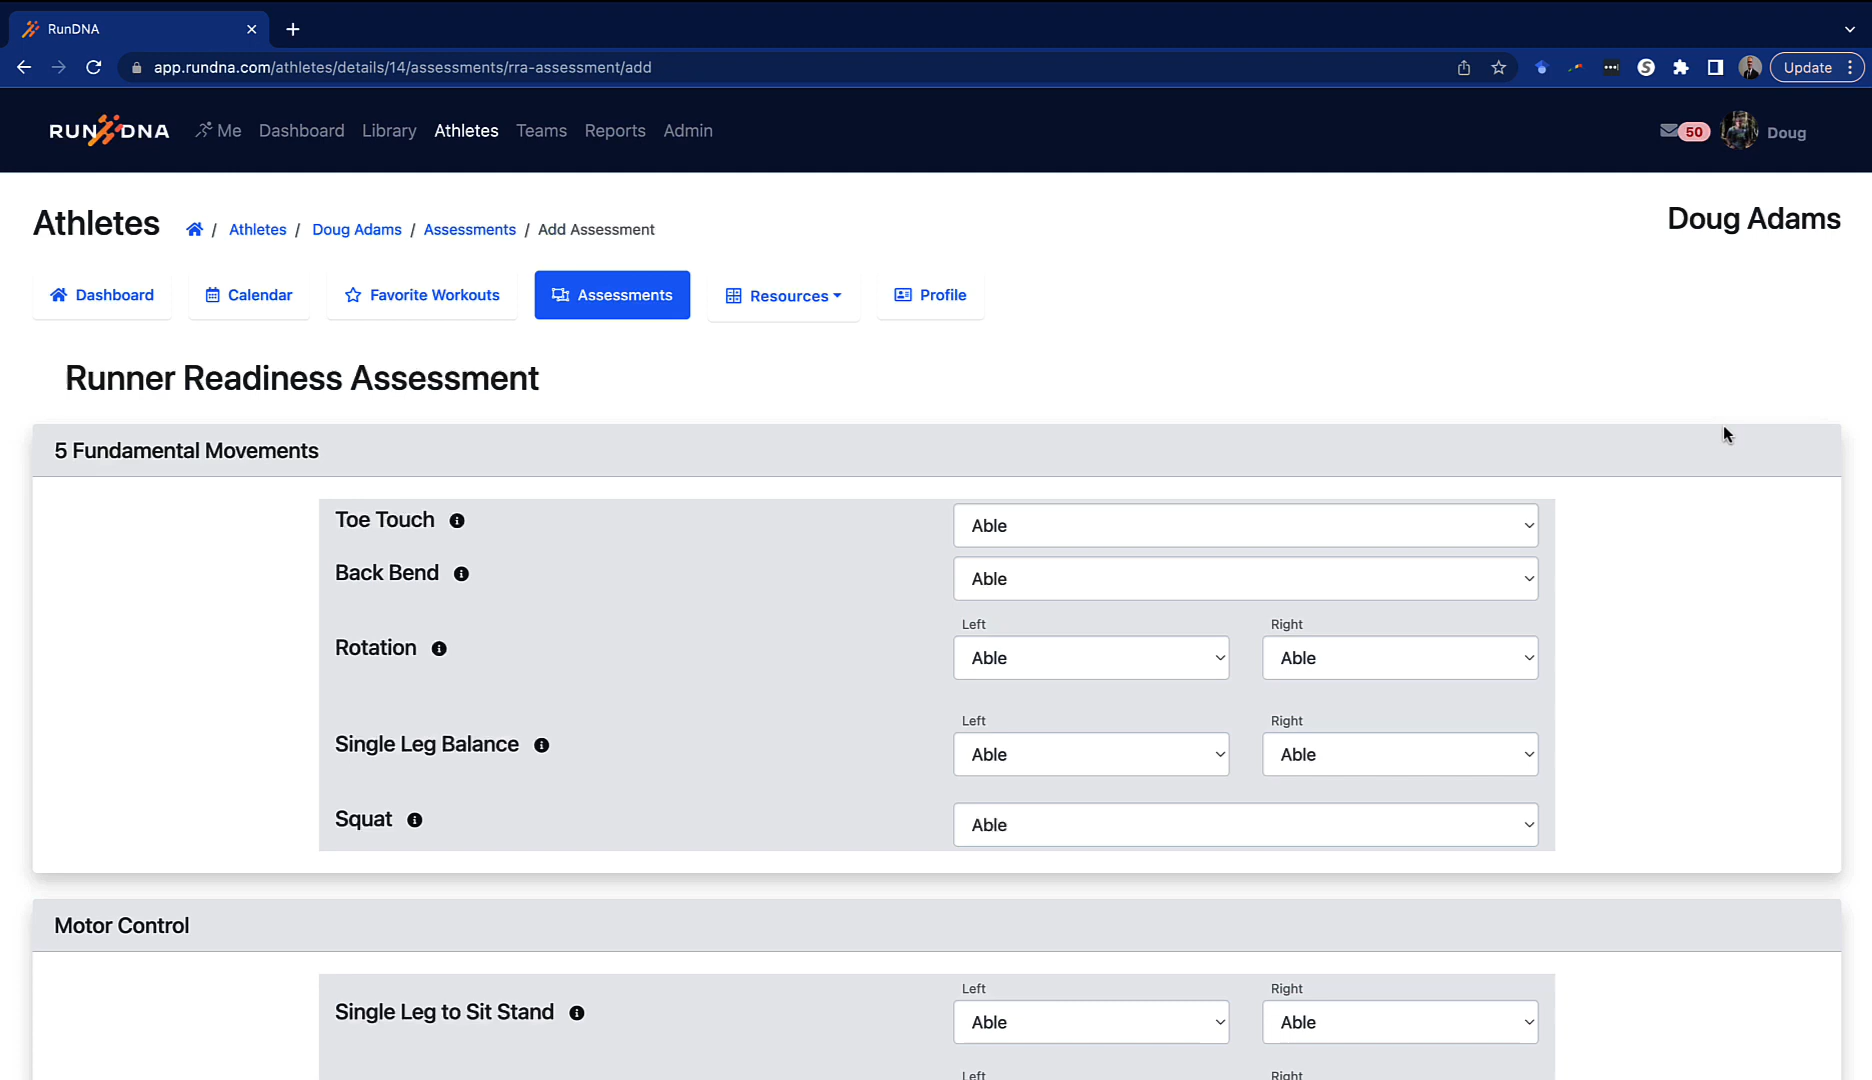 RunDNA
app.rundna.com/athletes/details/14/assessments/rra-assessment/add
Update
RUN DNA Me Dashboard Library Athletes Teams Reports Admin
50 Doug
Athletes / Athletes / Doug Adams / Assessments / Add Assessment
Doug Adams
Dashboard Calendar Favorite Workouts Assessments Resources Profile
Runner Readiness Assessment
5 Fundamental Movements
Toe Touch Able
Back Bend Able
Left Right
Rotation Able Able
Left Right
Single Leg Balance Able Able
Squat Able
Motor Control
Left Right
Single Leg to Sit Stand Able Able
Left Right